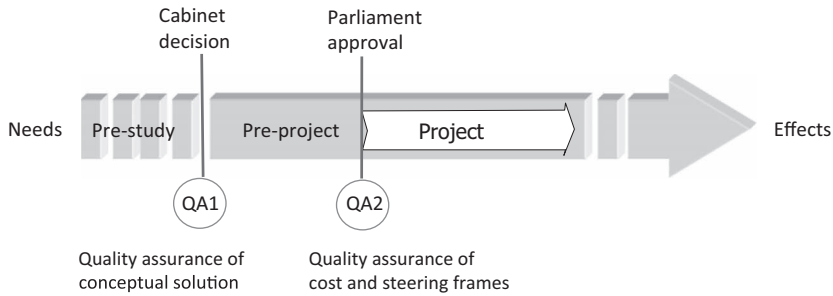 Cabinet
decision
Parliament
approval
Needs
Pre-study
Pre-project
Project
Effects
QA1
QA2
Quality assurance of
conceptual solution
Quality assurance of
cost and steering frames